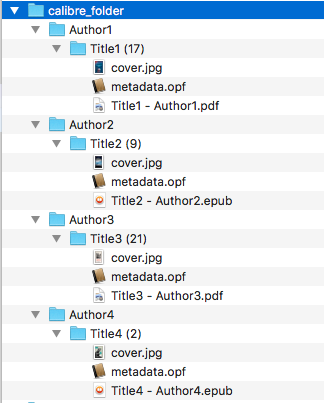 calibre_folder
Author1
Title1 (17)
cover.jpg
metadata.opf
Title1 - Author1.pdf
Author2
Title2 (9)
cover.jpg
metadata.opf
Title2 - Author2.epub
Author3
Title3 (21)
cover.jpg
metadata.opf
Title3 - Author3.pdf
Author4
Title4 (2)
cover.jpg
metadata.opf
Title4 - Author4.epub